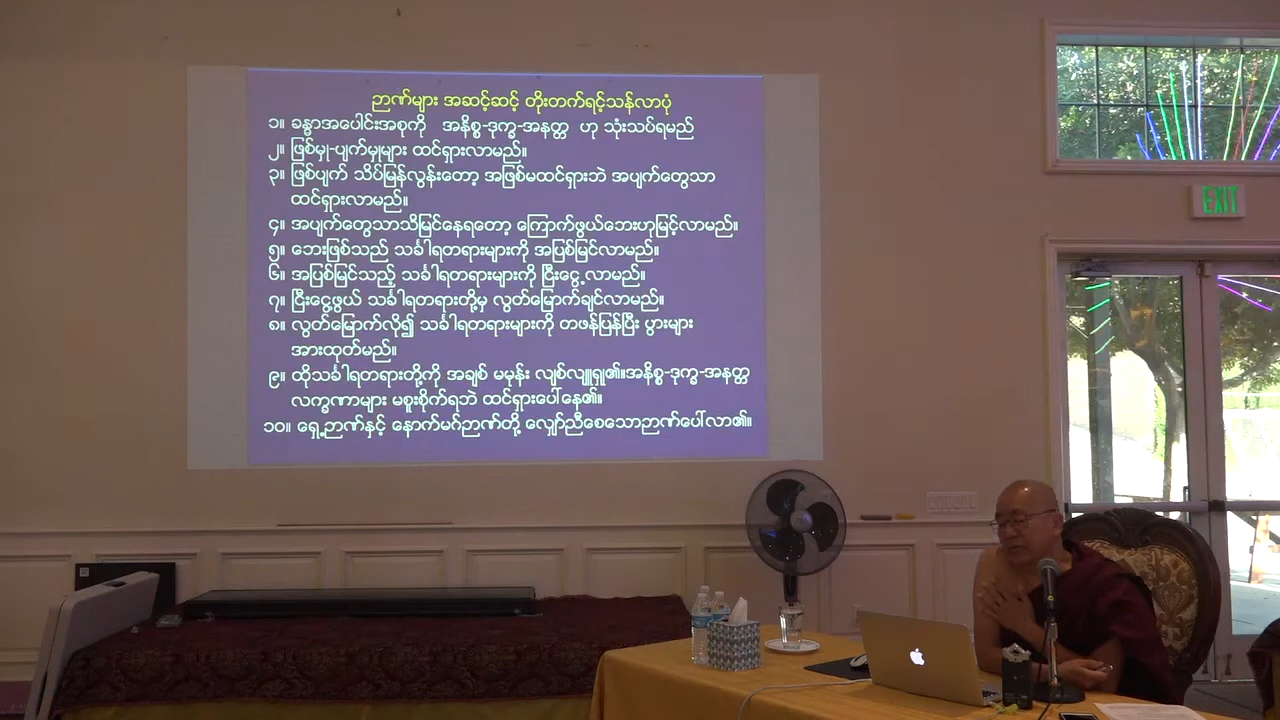 ဉာဏ်များ အဆင့်ဆင့် တိုးတက်ရင့်သန်လာပုံ
၁။ ခန္ဓာအပေါင်းအစုကို အနိစ္စ-ဒုက္ခ-အနတ္တ ဟု သုံးသပ်ရမည်
၂။ ဖြစ်မှု-ပျက်မှုများ ထင်ရှားလာမည်။
၃။ ဖြစ်ပျက် သိပ်မြန်လွန်းတော့ အဖြစ်မထင်ရှားဘဲ အပျက်တွေသာ
ထင်ရှားလာမည်။
၄။ အပျက်တွေသာသိမြင်နေရတော့ ကြောက်ဖွယ်ဘေးဟုမြင့်လာမည်။
၅။ ဘေးဖြစ်သည် သင်္ခါရတရားများကို အပြစ်မြင်လာမည်။
၆။ အပြစ်မြင်သည့် သင်္ခါရတရားများကို ငြီးငွေ့လာမည်။
၇။ ငြီးငွေ့ဖွယ် သင်္ခါရတရားတို့မှ လွတ်မြောက်ချင်လာမည်။
၈။ လွတ်မြောက်လို၍ သင်္ခါရတရားများကို တဖန်ပြန်ပြီး ပွားများ
အားထုတ်မည်။
၉။ ထိုသင်္ခါရတရားတို့ကို အချစ် မမုန်း လျစ်လျူရှု၏။အနိစ္စ-ဒုက္ခ-အနတ္တ
လက္ခဏာများ မစူးစိုက်ရဘဲ ထင်ရှားပေါ်နေ၏။
၁၀။ ရှေ့ဉာဏ်နှင့် နောက်မဂ်ဉာဏ်တို့ လျှော်ညီစေသောဉာဏ်ပေါ်လာ၏။
EXIT